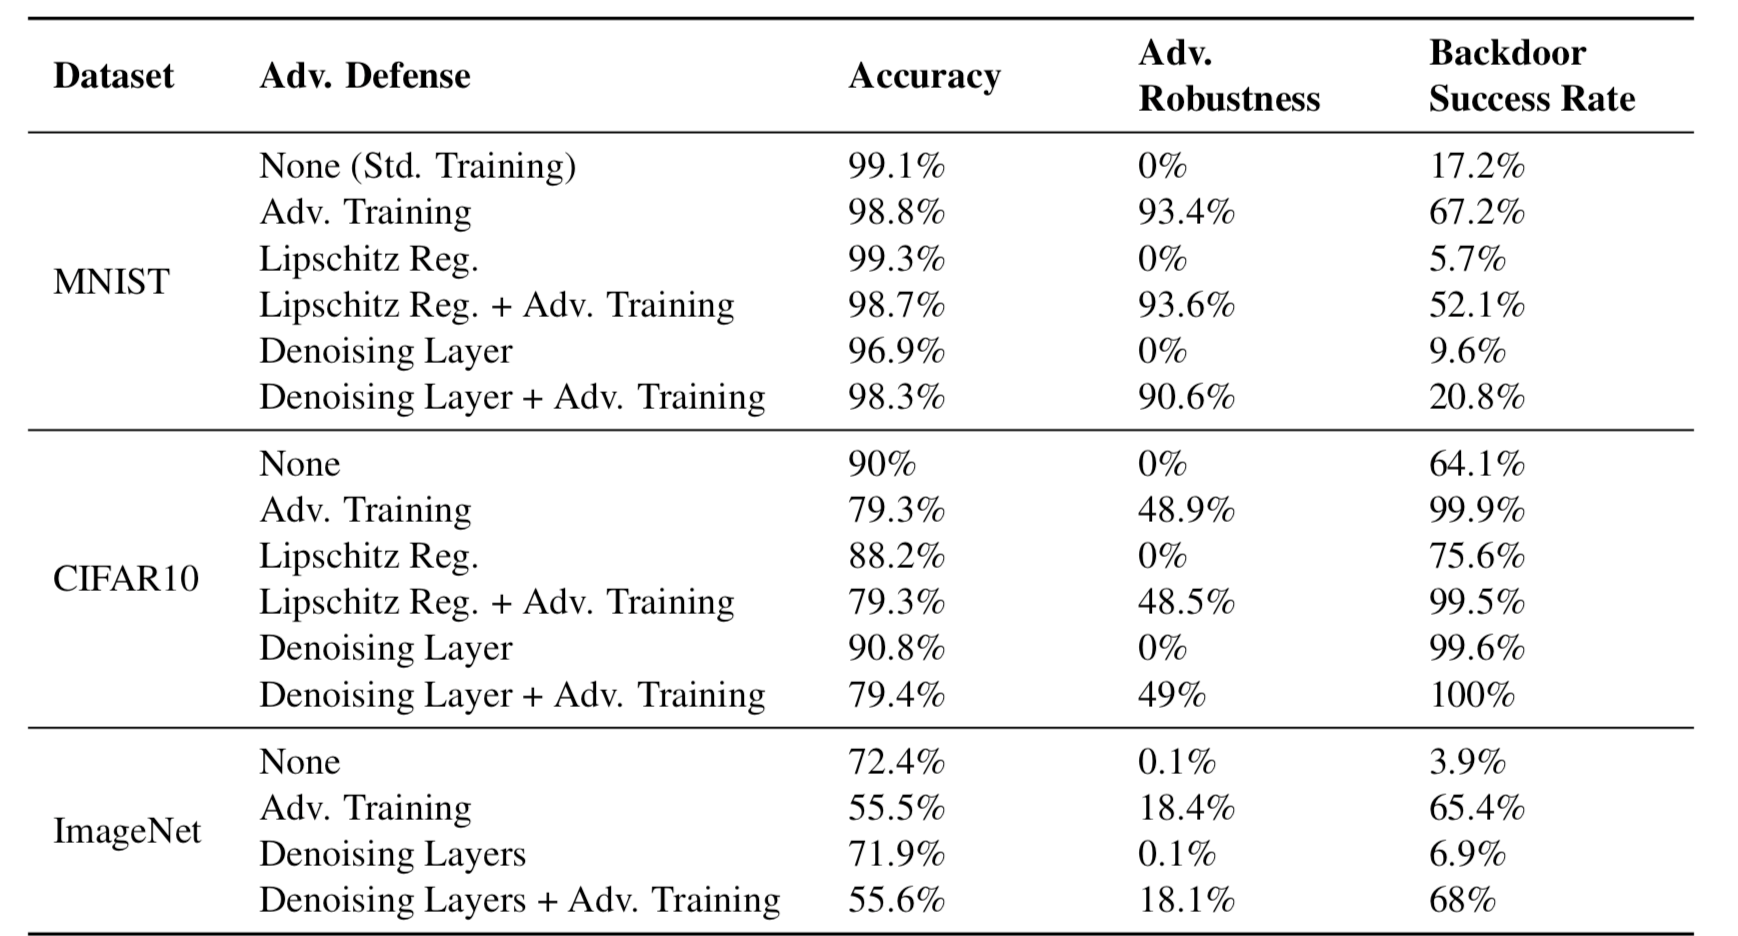 Dataset Adv. Defense Accuracy Adv. Robustness Backdoor Success Rate
MNIST
None (Std. Training) 99.1% 0% 17.2%
Adv. Training 98.8% 93.4% 67.2%
Lipschitz Reg. 99.3% 0% 5.7%
Lipschitz Reg. + Adv. Training 98.7% 93.6% 52.1%
Denoising Layer 96.9% 0% 9.6%
Denoising Layer + Adv. Training 98.3% 90.6% 20.8%
CIFAR10
None 90% 0% 64.1%
Adv. Training 79.3% 48.9% 99.9%
Lipschitz Reg. 88.2% 0% 75.6%
Lipschitz Reg. + Adv. Training 79.3% 48.5% 99.5%
Denoising Layer 90.8% 0% 99.6%
Denoising Layer + Adv. Training 79.4% 49% 100%
ImageNet
None 72.4% 0.1% 3.9%
Adv. Training 55.5% 18.4% 65.4%
Denoising Layers 71.9% 0.1% 6.9%
Denoising Layers + Adv. Training 55.6% 18.1% 68%